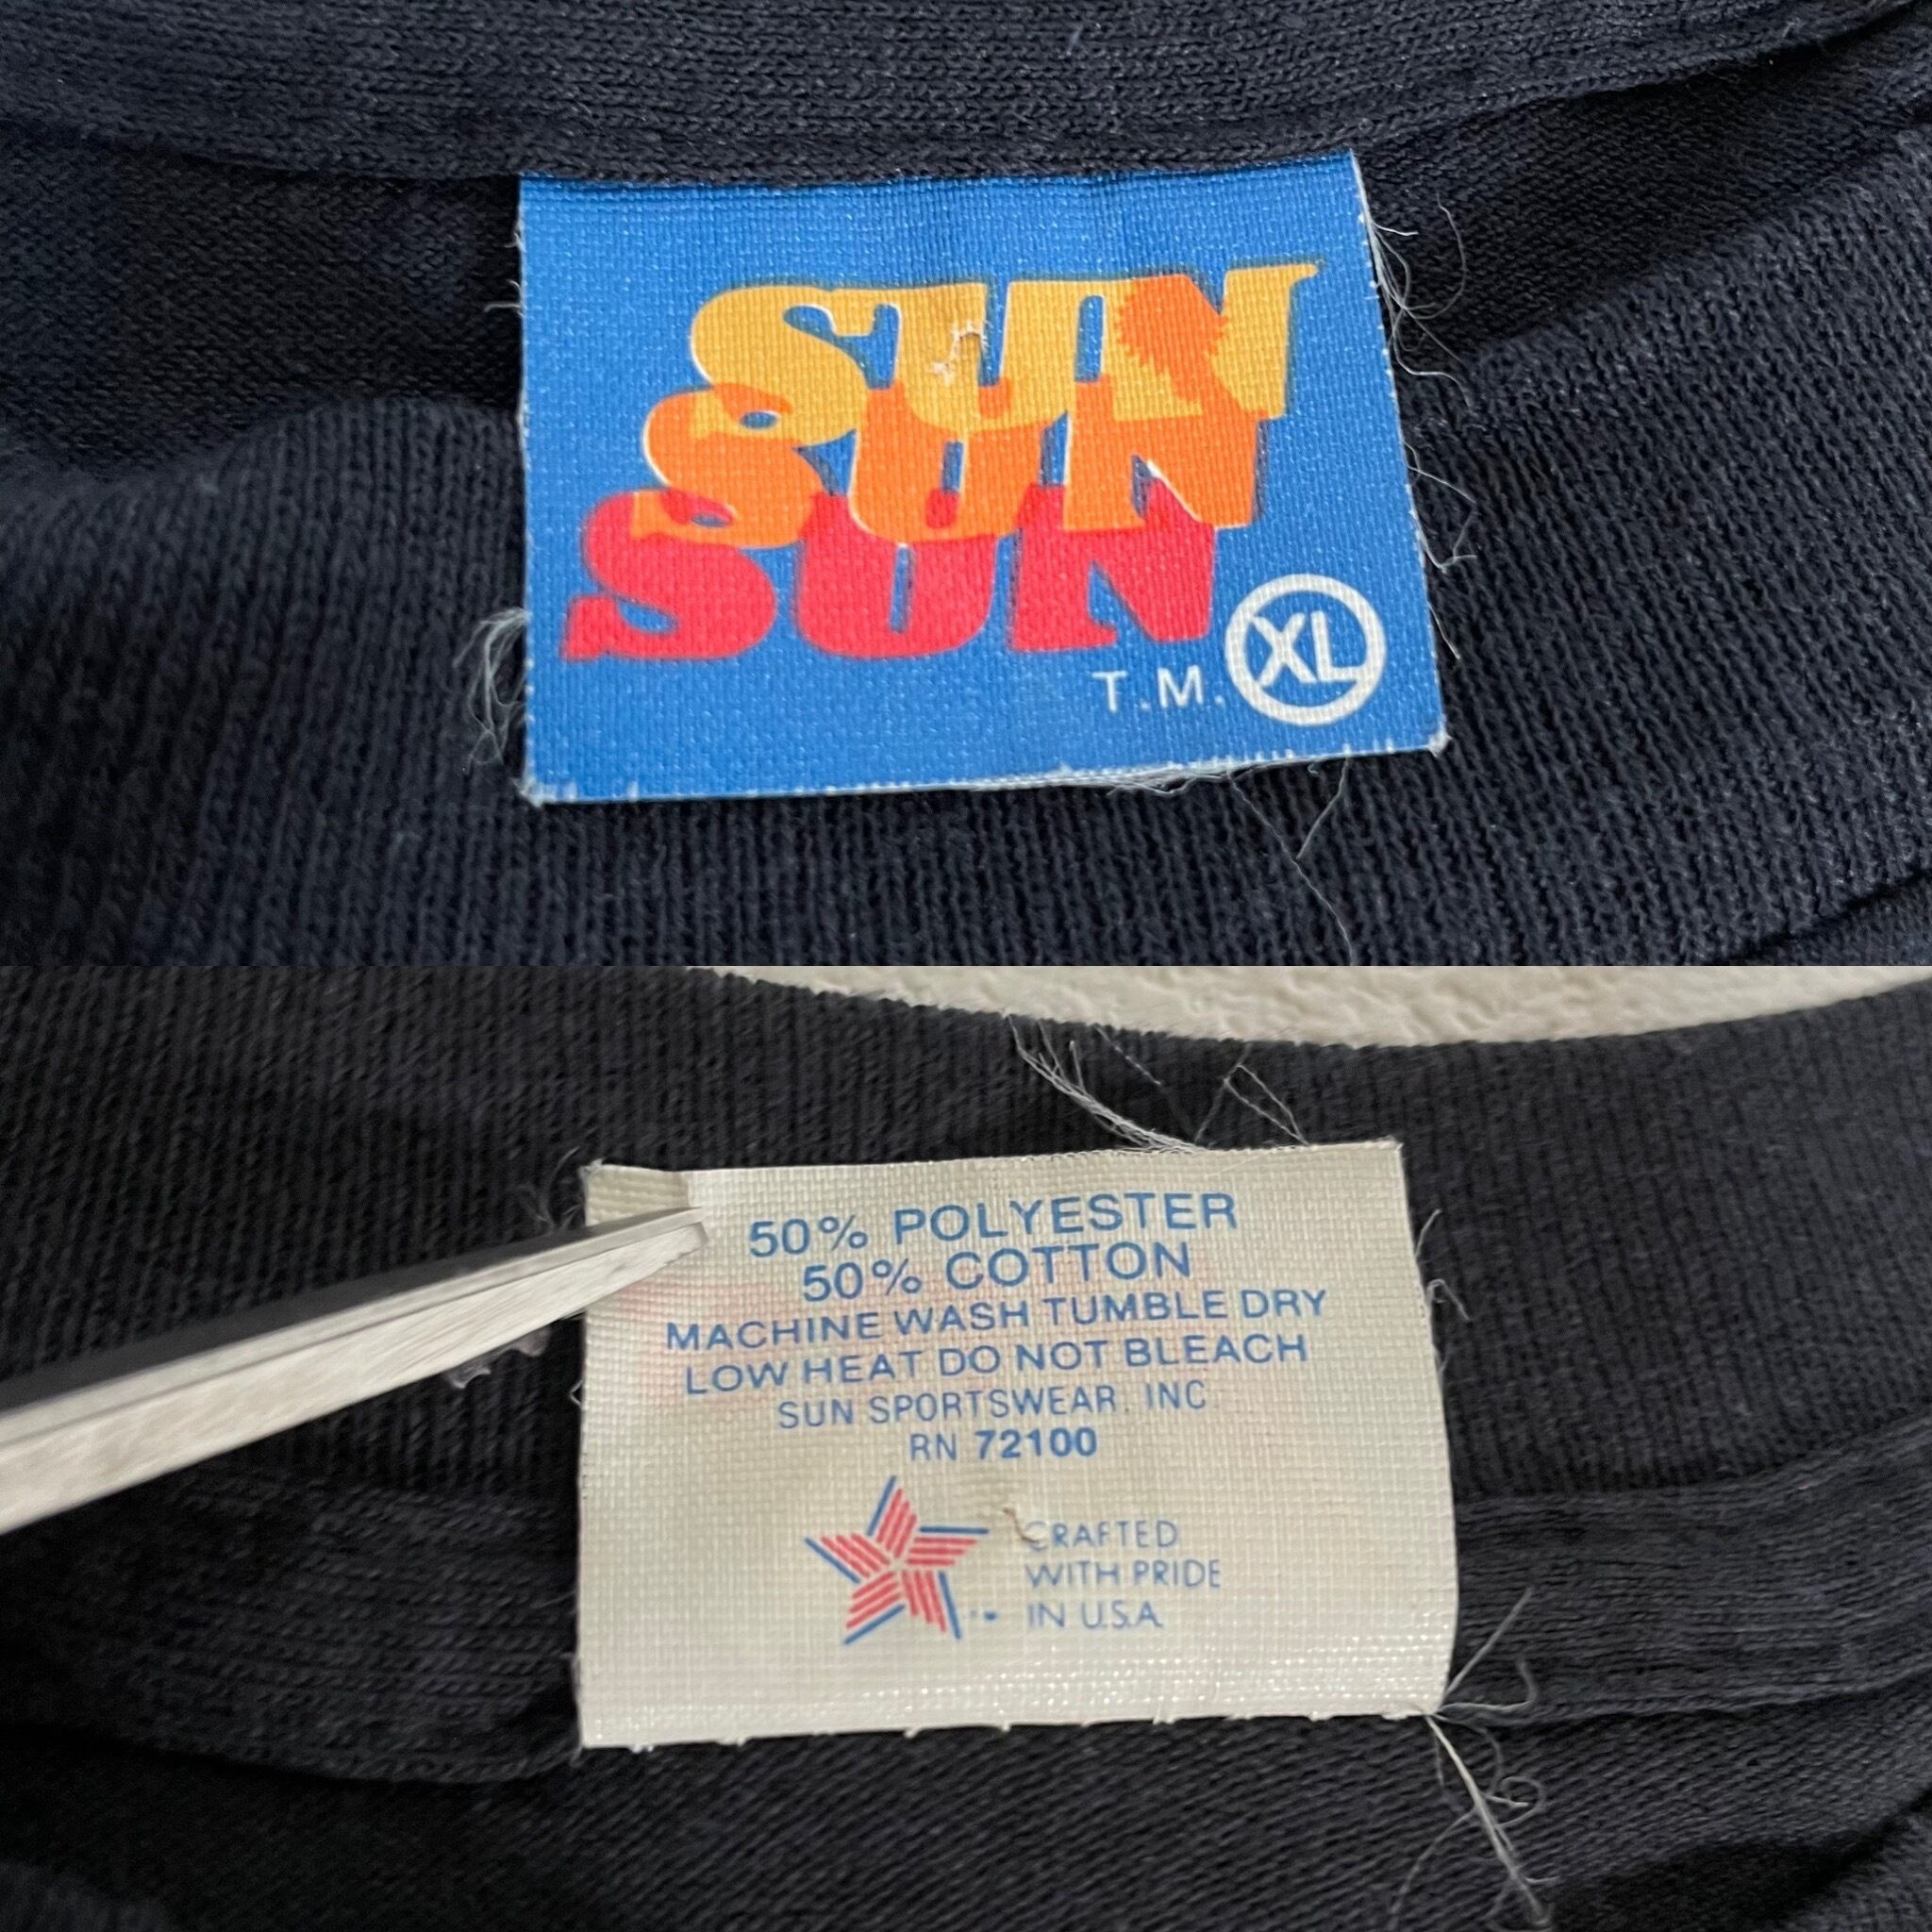 SUN
SUN
SUN
T.M. XL
50% POLYESTER
50% COTTON
MACHINE WASH TUMBLE DRY
LOW HEAT DO NOT BLEACH
SUN SPORTSWEAR, INC
RN 72100
CRAFTED
WITH PRIDE
IN U.S.A.